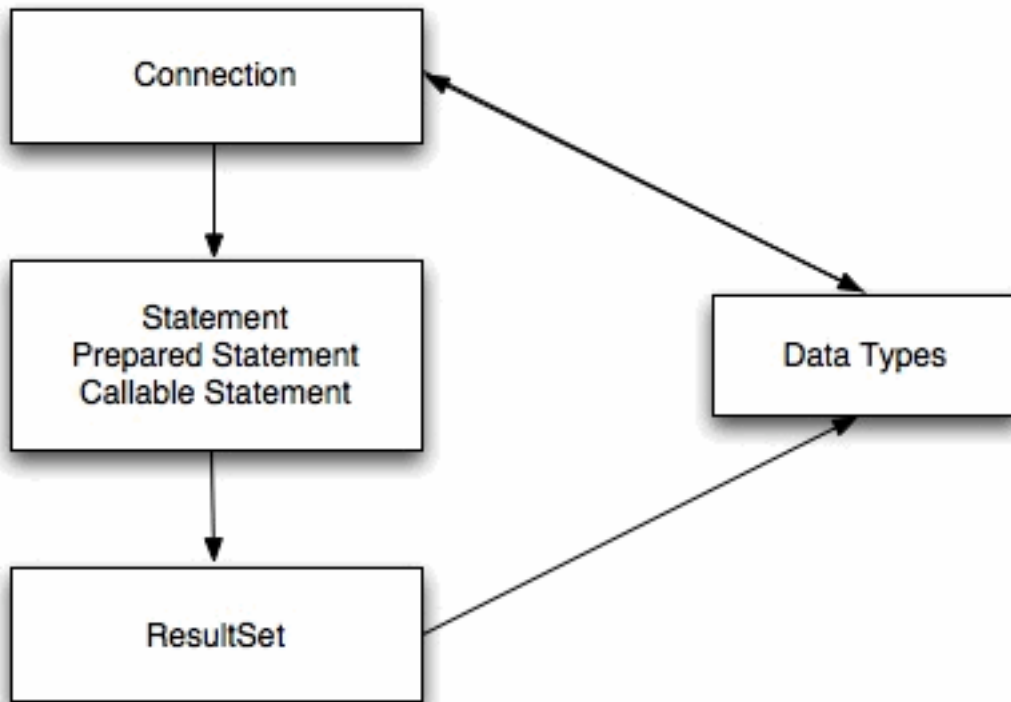 Connection
Statement
Prepared Statement
Callable Statement
Data Types
ResultSet